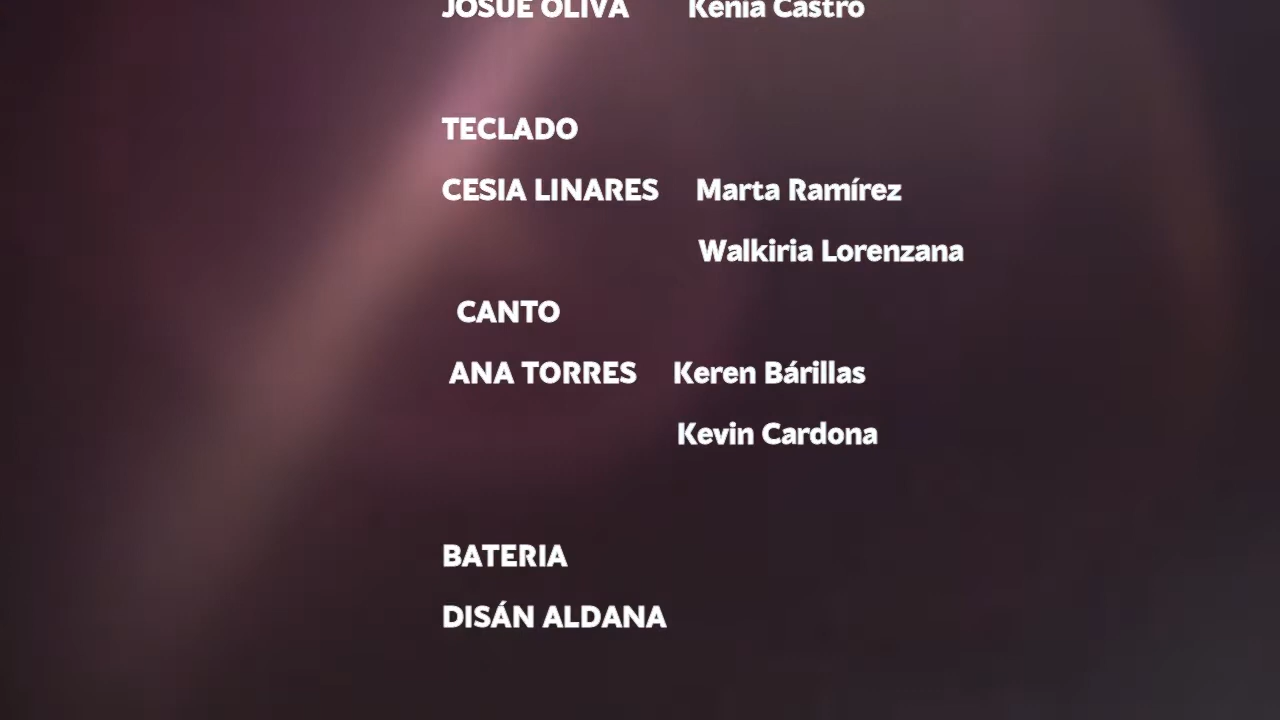 JOSUE OLIVA Kenia Castro
TECLADO
CESIA LINARES Marta Ramírez
Walkiria Lorenzana
CANTO
ANA TORRES Keren Bárillas
Kevin Cardona
BATERIA
DISÁN ALDANA